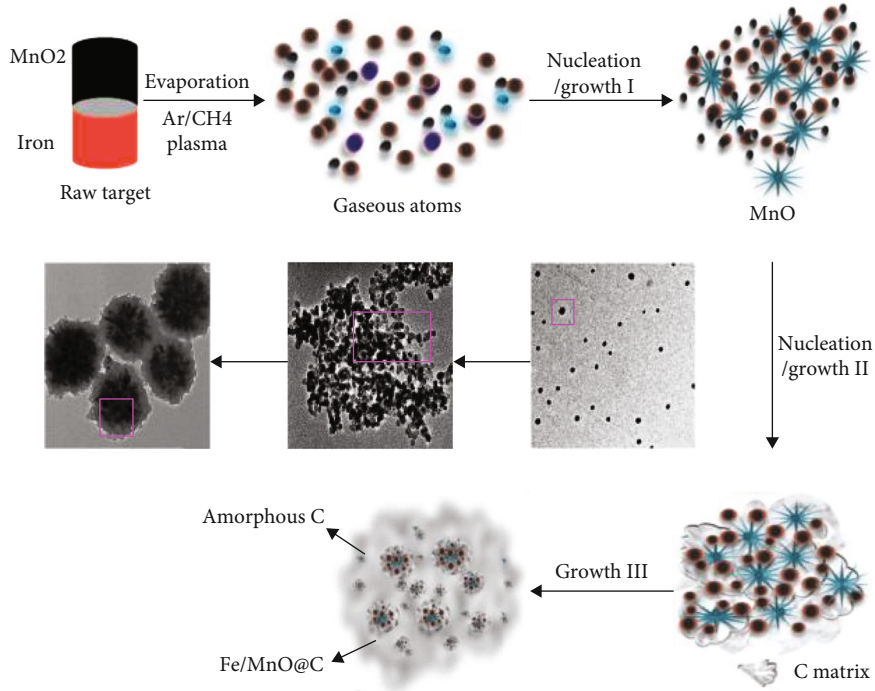 MnO2
Iron
Raw target
Evaporation
Ar/CH4
plasma
Gaseous atoms
Nucleation
/growth I
MnO
Nucleation
/growth II
Amorphous C
Fe/MnO@C
Growth III
C matrix